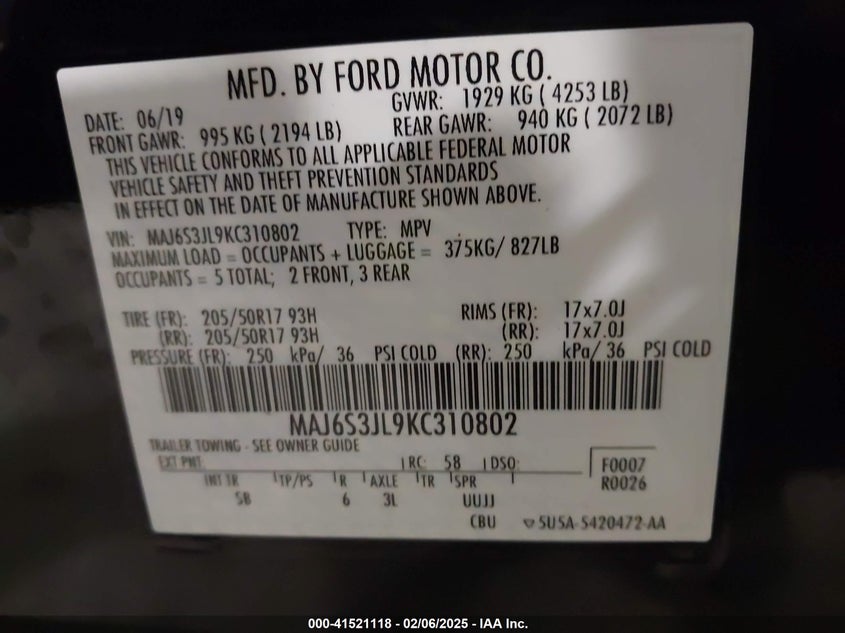 MFD. BY FORD MOTOR CO.
DATE: 06/19 GVWR: 1929 KG ( 4253 LB)
FRONT GAWR: 995 KG ( 2194 LB) REAR GAWR: 940 KG ( 2072 LB)
THIS VEHICLE CONFORMS TO ALL APPLICABLE FEDERAL MOTOR
VEHICLE SAFETY AND THEFT PREVENTION STANDARDS
IN EFFECT ON THE DATE OF MANUFACTURE SHOWN ABOVE.
VIN: MAJ6S3JL9KC310802 TYPE: MPV
MAXIMUM LOAD = OCCUPANTS + LUGGAGE = 375KG/ 827LB
OCCUPANTS = 5 TOTAL; 2 FRONT, 3 REAR
TIRE (FR): 205/50R17 93H RIMS (FR): 17x7.0J
(RR): 205/50R17 93H (RR): 17x7.0J
PRESSURE (FR): 250 kPa/ 36 PSI COLD (RR): 250 kPa/ 36 PSI COLD
MAJ6S3JL9KC310802
TRAILER TOWING - SEE OWNER GUIDE
EXT PNT: RC: 58 DSO: F0007
INT TR TP/PS R AXLE TR SPR R0026
SB 6 3L UUJJ
CBU SU5A-5420472-AA
000-41521118 - 02/06/2025 - IAA Inc.